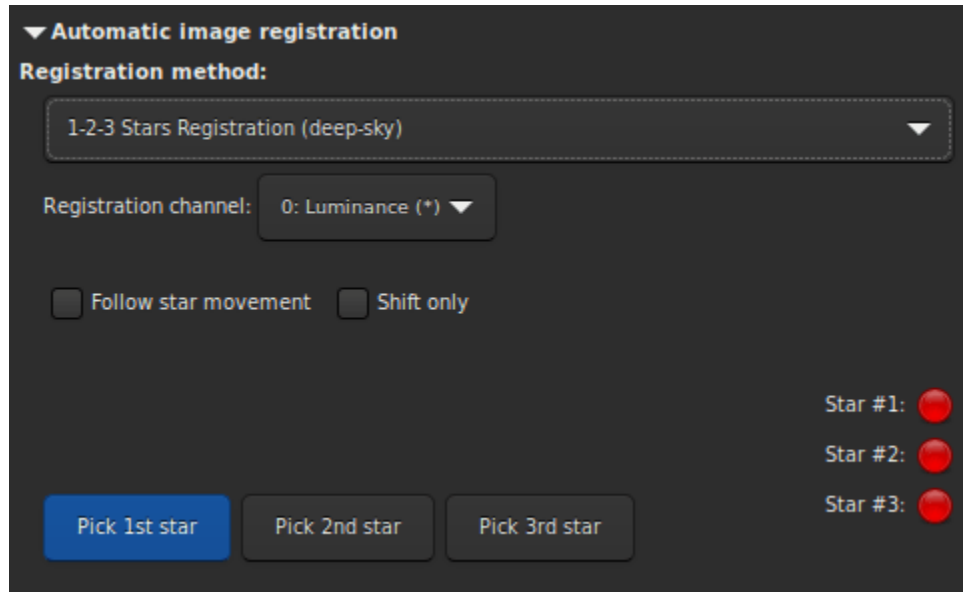 Automatic image registration
Registration method:
1-2-3 Stars Registration (deep-sky)
Registration channel: 0: Luminance (*)
Follow star movement Shift only
Star #1:
Star #2:
Star #3:
Pick 1st star Pick 2nd star Pick 3rd star